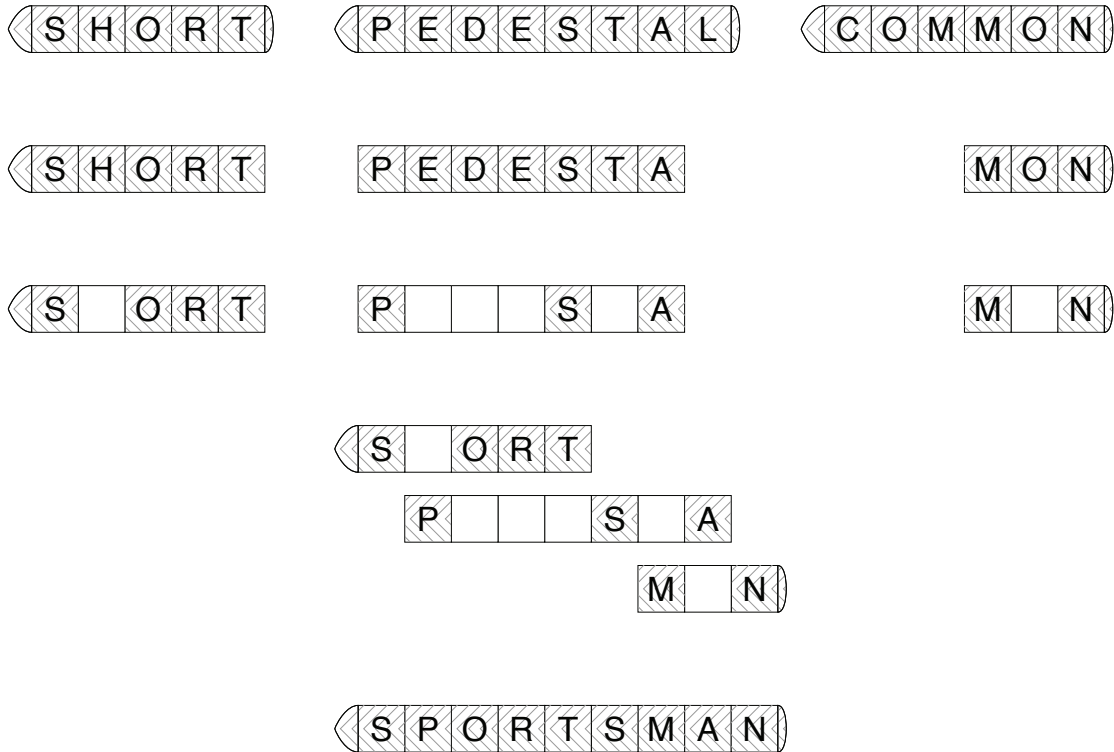 SHORT PEDESTAL COMMON
SHORT PEDESTA MON
S ORT P S A M N
S ORT
P S A
M N
SPORTSMAN